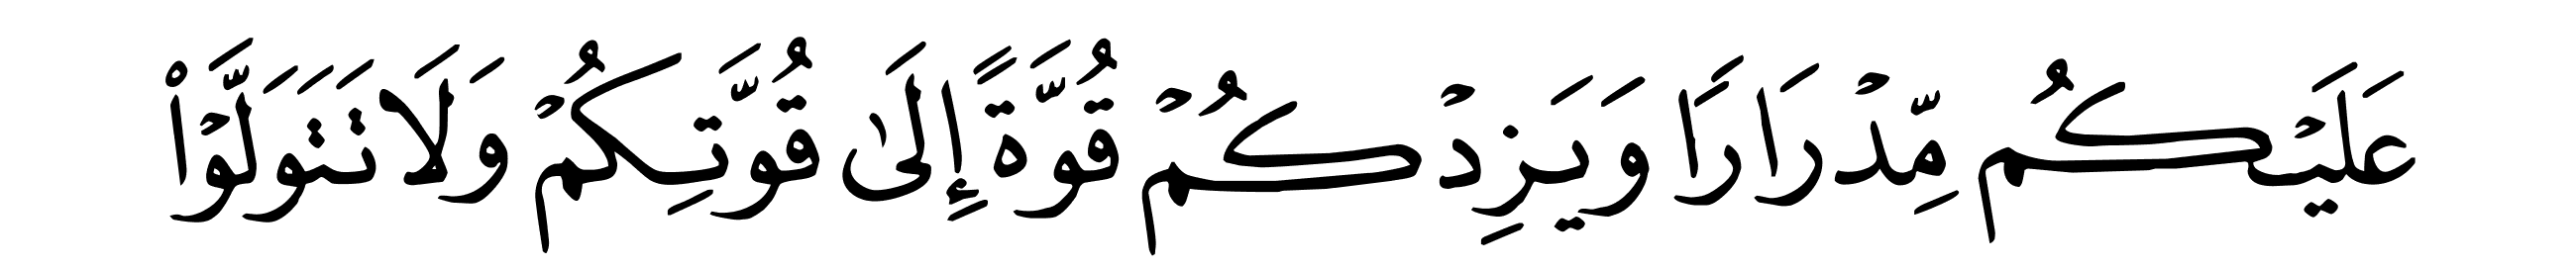 عَلَيْكُم مِّدْرَارًا وَيَزِدْكُمْ قُوَّةً إِلَىٰ قُوَّتِكُمْ وَلَا تَتَوَلَّوْا۟